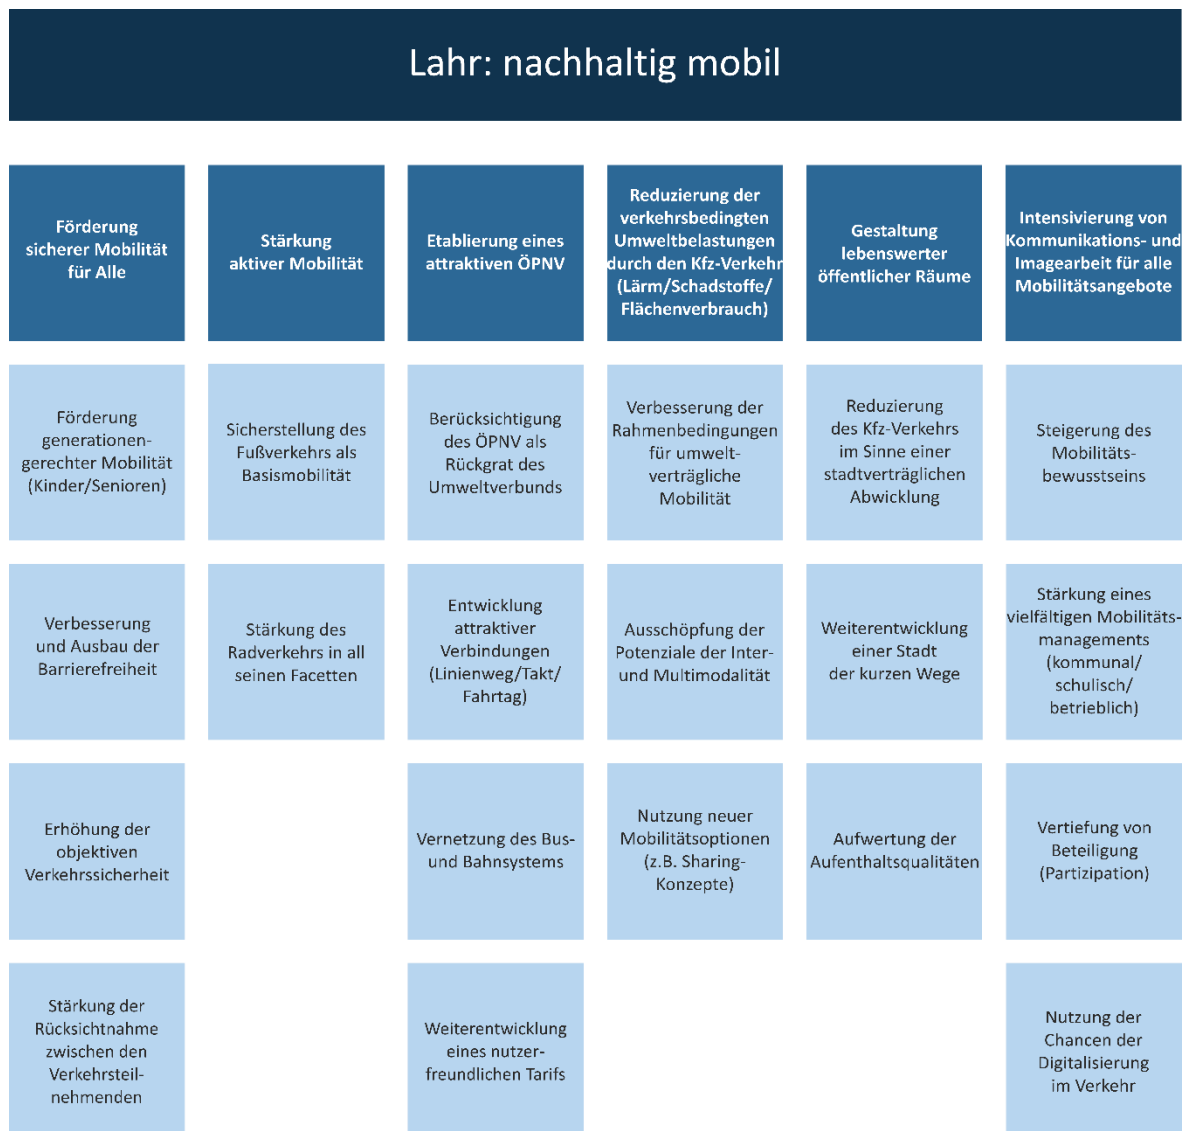 Lahr: nachhaltig mobil
Förderung
sicherer Mobilität
für Alle
Stärkung
aktiver Mobilität
Etablierung eines
attraktiven ÖPNV
Reduzierung der
verkehrsbedingten
Umweltbelastungen
durch den Kfz-Verkehr
(Lärm/Schadstoffe/
Flächenverbrauch)
Gestaltung
lebenswerter
öffentlicher Räume
Intensivierung von
Kommunikations- und
Imagearbeit für alle
Mobilitätsangebote
Förderung
generationen-
gerechter Mobilität
(Kinder/Senioren)
Sicherstellung des
Fußverkehrs als
Basismobilität
Berücksichtigung
des ÖPNV als
Rückgrat des
Umweltverbunds
Verbesserung der
Rahmenbedingungen
für umwelt-
verträgliche
Mobilität
Reduzierung
des Kfz-Verkehrs
im Sinne einer
stadtverträglichen
Abwicklung
Steigerung des
Mobilitäts-
bewusstseins
Verbesserung
und Ausbau der
Barrierefreiheit
Stärkung des
Radverkehrs in all
seinen Facetten
Entwicklung
attraktiver
Verbindungen
(Linienweg/Takt/
Fahrtag)
Ausschöpfung der
Potenziale der Inter-
und Multimodalität
Weiterentwicklung
einer Stadt
der kurzen Wege
Stärkung eines
vielfältigen Mobilitäts-
managements
(kommunal/
schulisch/
betrieblich)
Erhöhung der
objektiven
Verkehrssicherheit
Vernetzung des Bus-
und Bahnsystems
Nutzung neuer
Mobilitätsoptionen
(z.B. Sharing-
Konzepte)
Aufwertung der
Aufenthaltsqualitäten
Vertiefung von
Beteiligung
(Partizipation)
Stärkung der
Rücksichtnahme
zwischen den
Verkehrsteil-
nehmenden
Weiterentwicklung
eines nutzer-
freundlichen Tarifs
Nutzung der
Chancen der
Digitalisierung
im Verkehr